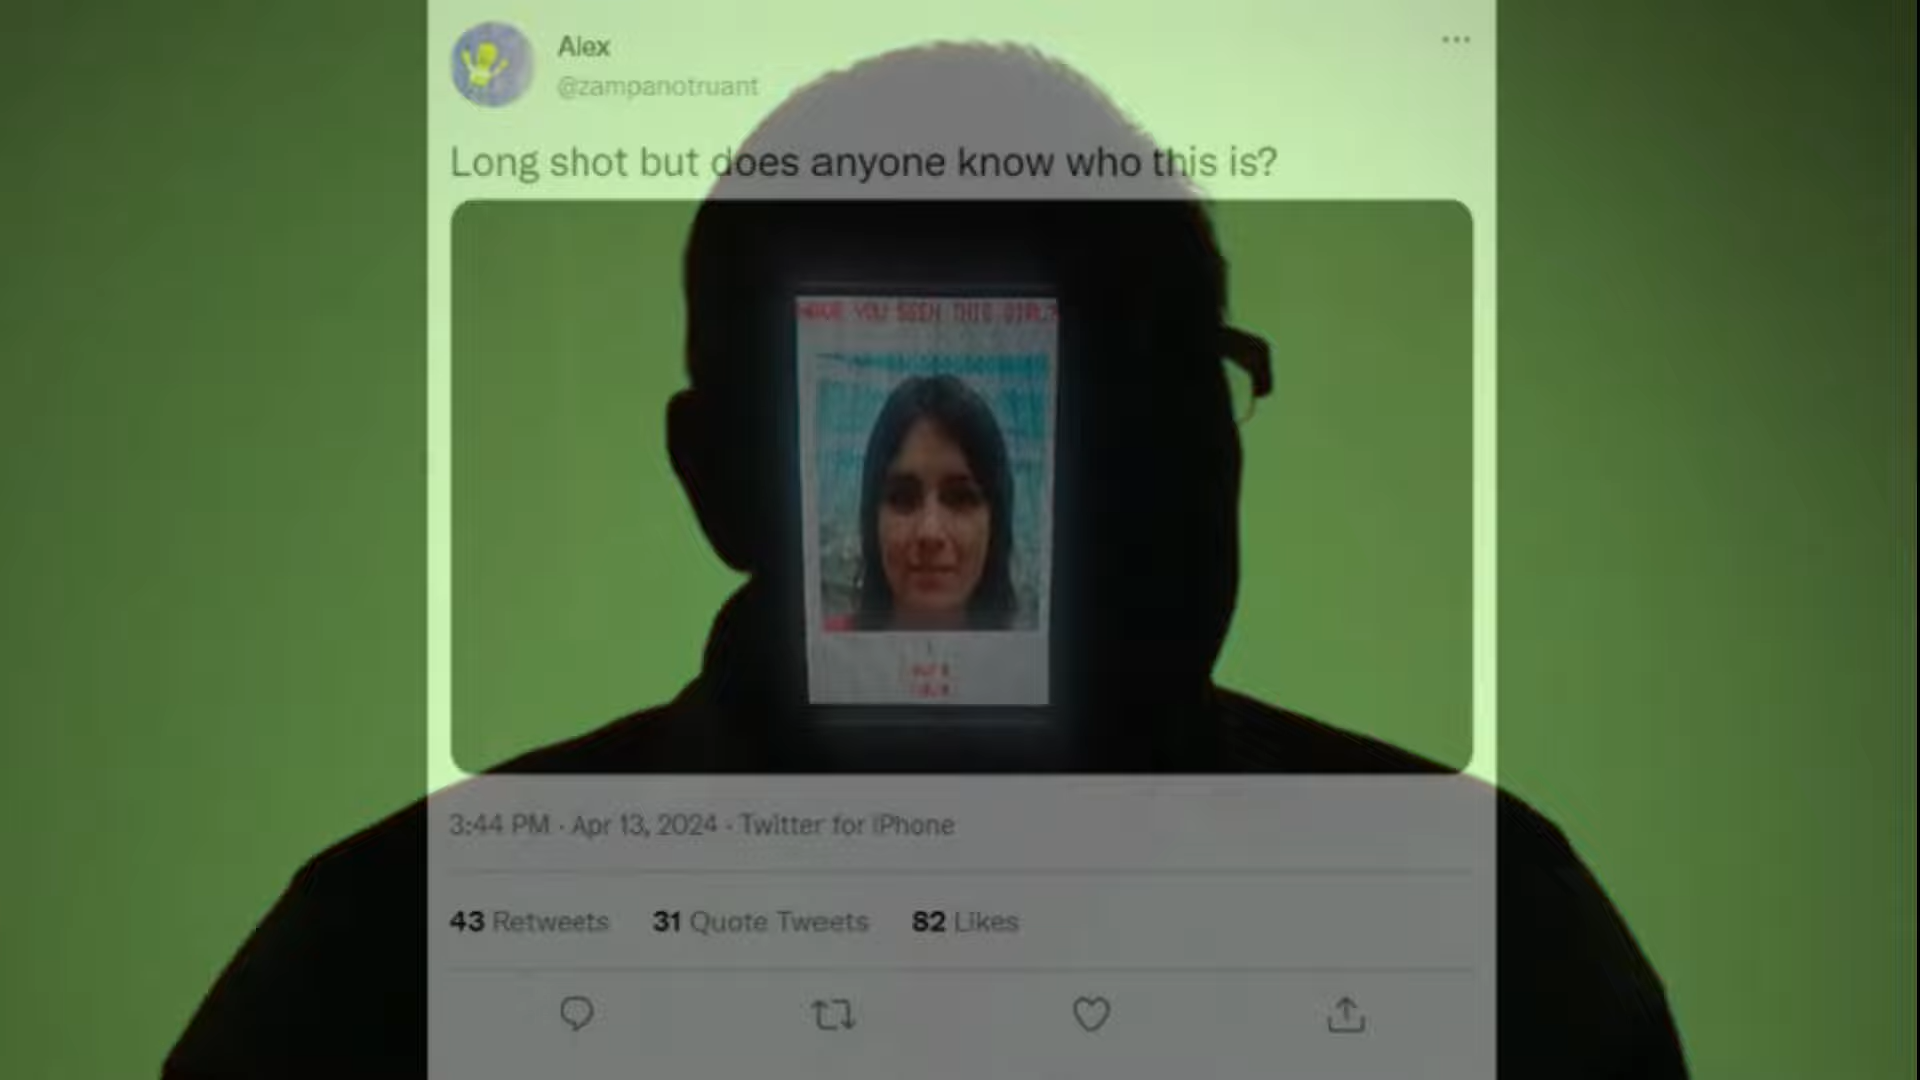 Alex
@zampanotruant
Long shot but does anyone know who this is?
HAVE YOU SEEN THIS GIRL?
3:44 PM · Apr 13, 2024 · Twitter for iPhone
43 Retweets 31 Quote Tweets 82 Likes